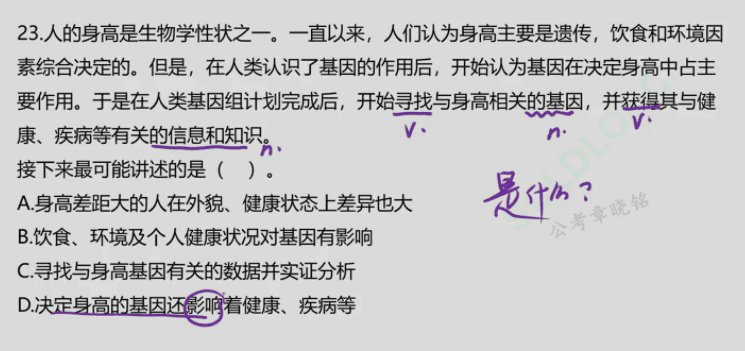 23.人的身高是生物学性状之一。一直以来，人们认为身高主要是遗传，饮食和环境因
素综合决定的。但是，在人类认识了基因的作用后，开始认为基因在决定身高中占主
要作用。于是在人类基因组计划完成后，开始寻找与身高相关的基因，并获得其与健
v.
n.
v.
康、疾病等有关的信息和知识。
n.
接下来最可能讲述的是（ ）。
是什么？
A.身高差距大的人在外貌、健康状态上差异也大
公考章晓铭
B.饮食、环境及个人健康状况对基因有影响
C.寻找与身高基因有关的数据并实证分析
D.决定身高的基因还影响着健康、疾病等